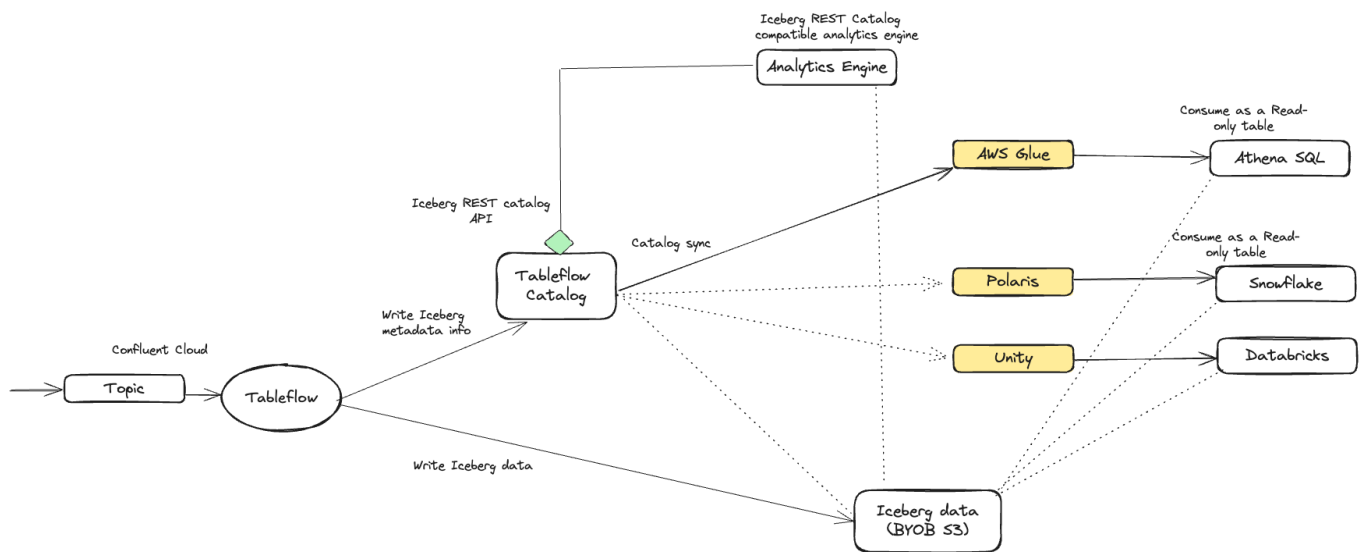 Iceberg REST Catalog
compatible analytics engine
Analytics Engine
Consume as a Read-
only table
AWS Glue
Athena SQL
Iceberg REST catalog
API
Catalog sync
Consume as a Read-
only table
Tableflow
Catalog
Polaris
Snowflake
Write Iceberg
metadata info
Confluent Cloud
Unity
Databricks
Topic
Tableflow
Write Iceberg data
Iceberg data
(BYOB S3)